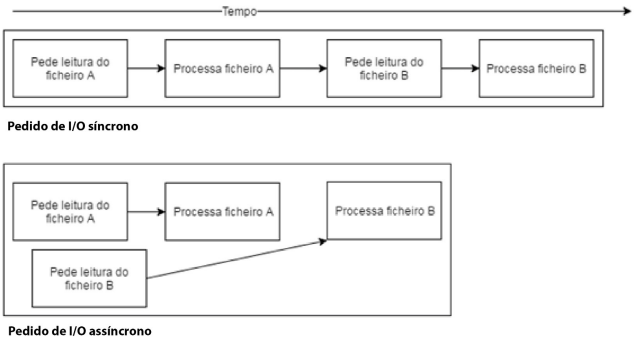 Tempo
Pede leitura do
ficheiro A
Processa ficheiro A
Pede leitura do
ficheiro B
Processa ficheiro B
Pedido de I/O síncrono
Pede leitura do
ficheiro A
Processa ficheiro A
Processa ficheiro B
Pede leitura do
ficheiro B
Pedido de I/O assíncrono